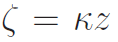 ζ = κz